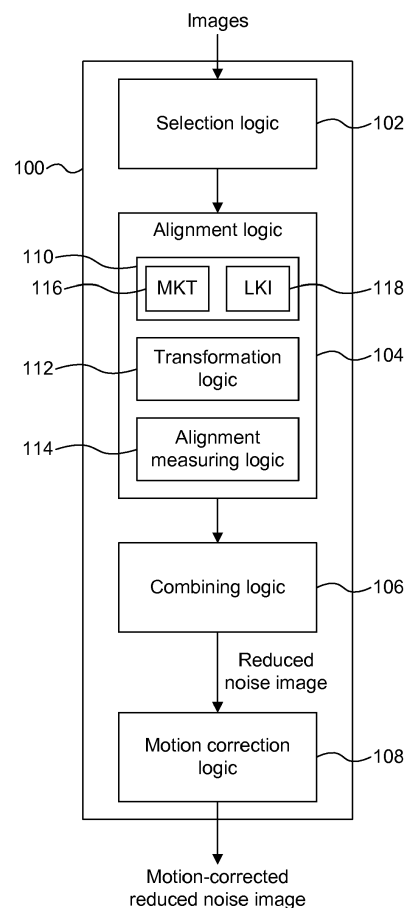 Images
Selection logic
102
100
Alignment logic
110
116
MKT
LKI
118
112
Transformation
logic
104
114
Alignment
measuring logic
Combining logic
106
Reduced
noise image
Motion correction
logic
108
Motion-corrected
reduced noise image